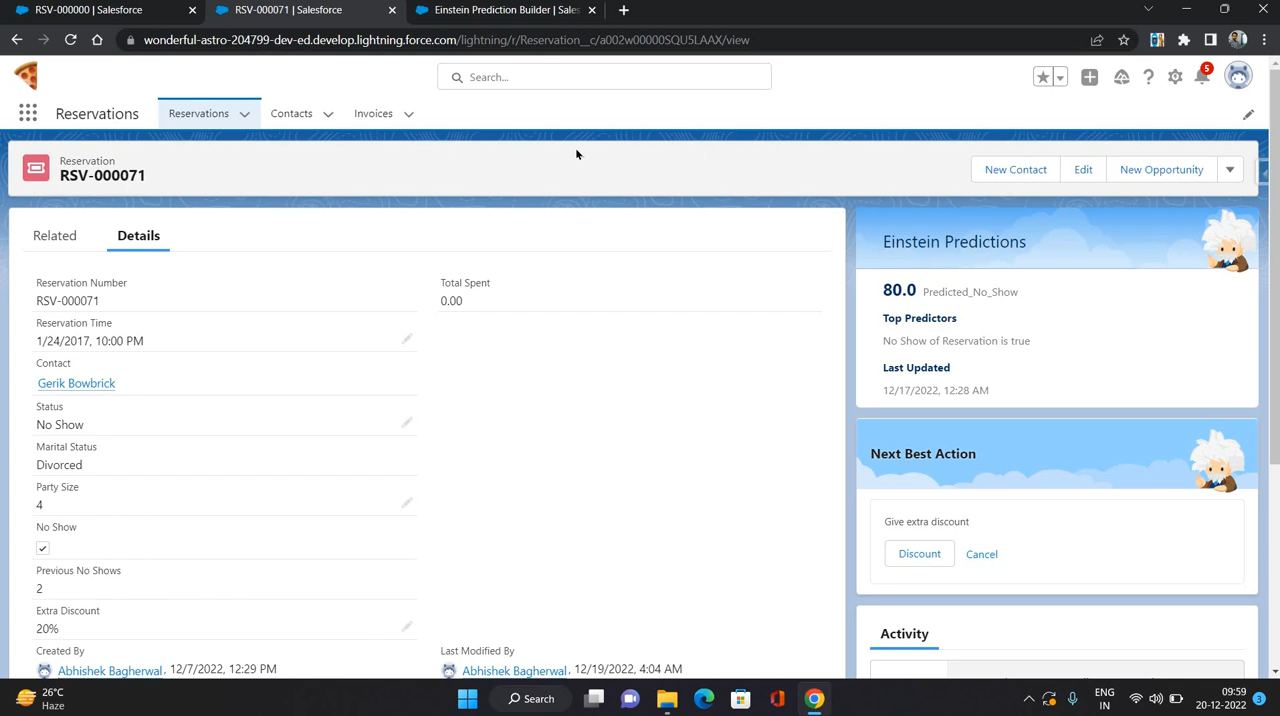 RSV-000000 | Salesforce
RSV-000071 | Salesforce
Einstein Prediction Builder | Sales
wonderful-astro-204799-dev-ed.develop.lightning.force.com/lightning/r/Reservation__c/a002w00000SQU5LAAX/view
Search...
5
Reservations
Reservations
Contacts
Invoices
Reservation
RSV-000071
New Contact
Edit
New Opportunity
Related
Details
Reservation Number
RSV-000071
Total Spent
0.00
Reservation Time
1/24/2017, 10:00 PM
Contact
Gerik Bowbrick
Status
No Show
Marital Status
Divorced
Party Size
4
No Show
Previous No Shows
2
Extra Discount
20%
Created By
Abhishek Bagherwal, 12/7/2022, 12:29 PM
Last Modified By
Abhishek Bagherwal, 12/19/2022, 4:04 AM
Einstein Predictions
80.0 Predicted_No_Show
Top Predictors
No Show of Reservation is true
Last Updated
12/17/2022, 12:28 AM
Next Best Action
Give extra discount
Discount
Cancel
Activity
26°C
Haze
Search
ENG
IN
09:59
20-12-2022
3